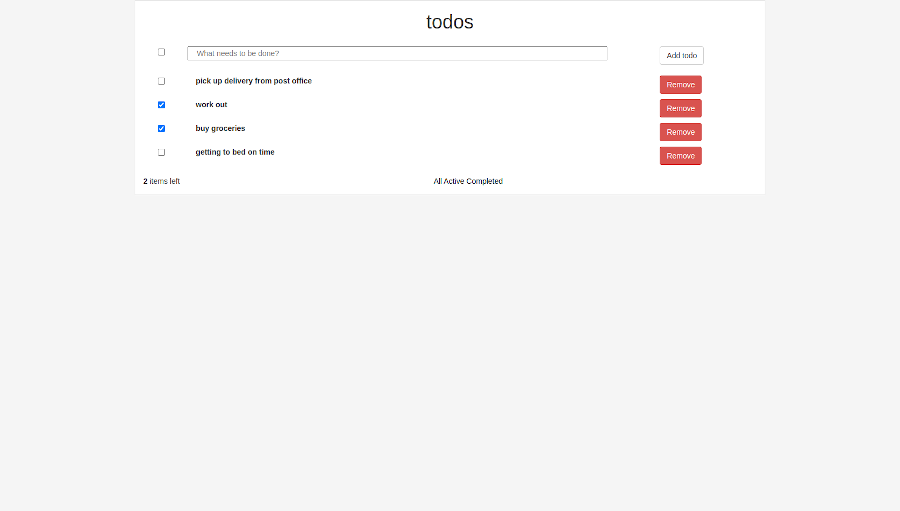 todos
What needs to be done? Add todo
pick up delivery from post office Remove
work out Remove
buy groceries Remove
getting to bed on time Remove
2 items left All Active Completed